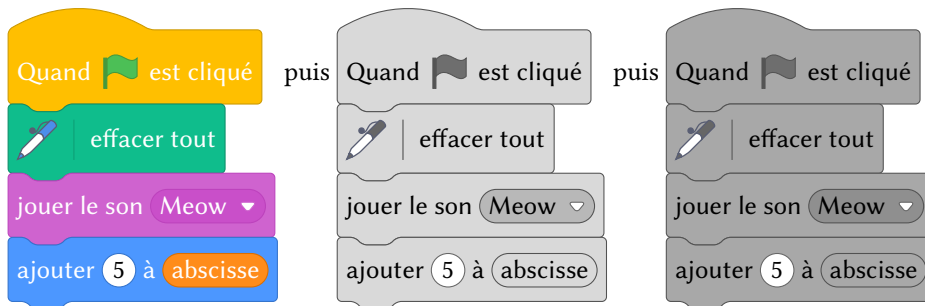 Quand est cliqué puis Quand est cliqué puis Quand est cliqué
effacer tout effacer tout effacer tout
jouer le son Meow jouer le son Meow jouer le son Meow
ajouter 5 à abscisse ajouter 5 à abscisse ajouter 5 à abscisse